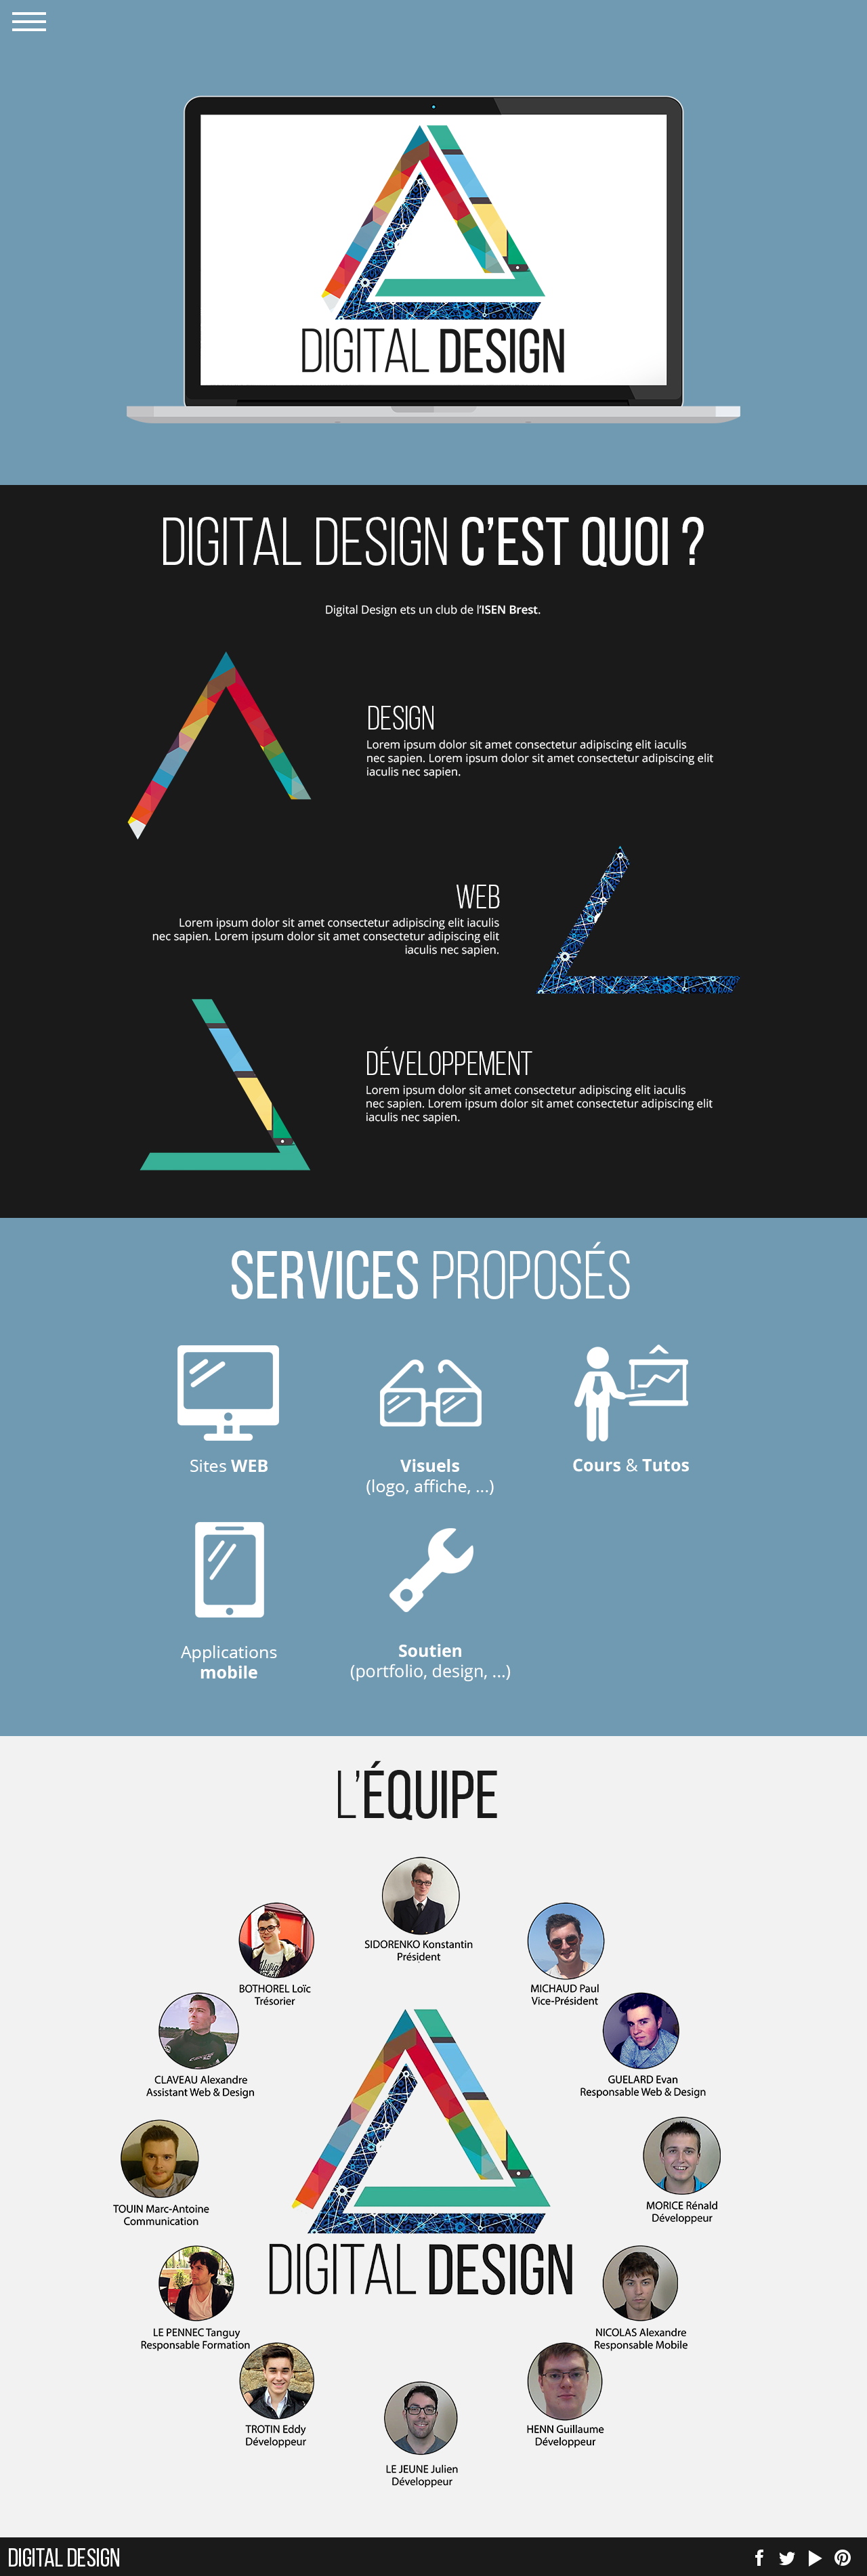 DIGITAL DESIGN
DIGITAL DESIGN C'EST QUOI ?
Digital Design ets un club de l'ISEN Brest.
DESIGN
Lorem ipsum dolor sit amet consectetur adipiscing elit iaculis
nec sapien. Lorem ipsum dolor sit amet consectetur adipiscing elit
iaculis nec sapien.
WEB
Lorem ipsum dolor sit amet consectetur adipiscing elit iaculis
nec sapien. Lorem ipsum dolor sit amet consectetur adipiscing elit
iaculis nec sapien.
DÉVELOPPEMENT
Lorem ipsum dolor sit amet consectetur adipiscing elit iaculis
nec sapien. Lorem ipsum dolor sit amet consectetur adipiscing elit
iaculis nec sapien.
SERVICES PROPOSÉS
Sites WEB
Visuels
(logo, affiche, ...)
Cours & Tutos
Applications
mobile
Soutien
(portfolio, design, ...)
L'ÉQUIPE
SIDORENKO Konstantin
Président
BOTHOREL Loïc
Trésorier
MICHAUD Paul
Vice-Président
CLAVEAU Alexandre
Assistant Web & Design
GUELARD Evan
Responsable Web & Design
TOUIN Marc-Antoine
Communication
MORICE Rénald
Développeur
DIGITAL DESIGN
LE PENNEC Tanguy
Responsable Formation
NICOLAS Alexandre
Responsable Mobile
TROTIN Eddy
Développeur
HENN Guillaume
Développeur
LE JEUNE Julien
Développeur
DIGITAL DESIGN